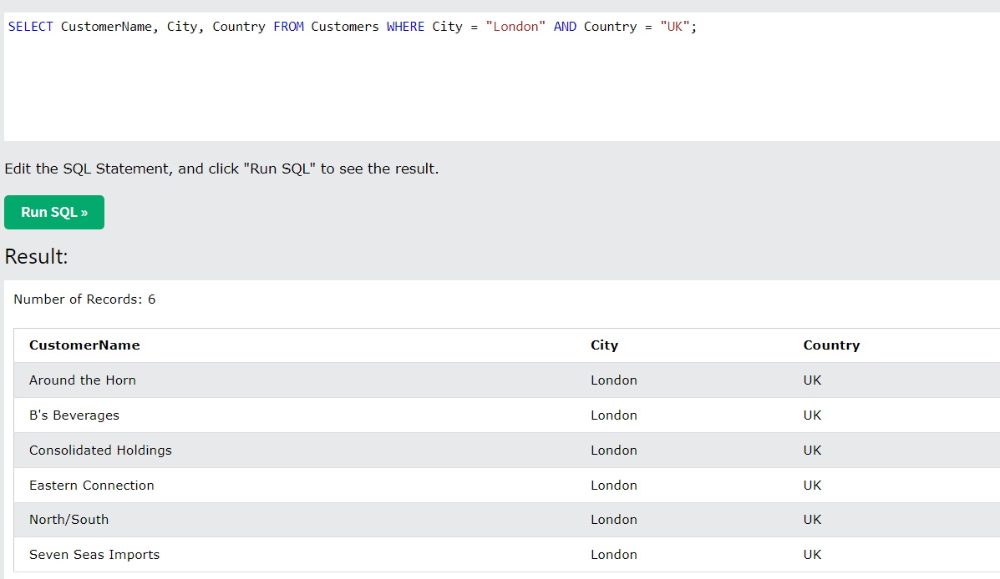 SELECT CustomerName, City, Country FROM Customers WHERE City = "London" AND Country = "UK";
Edit the SQL Statement, and click "Run SQL" to see the result.
Run SQL »
Result:
Number of Records: 6
CustomerName City Country
Around the Horn London UK
B's Beverages London UK
Consolidated Holdings London UK
Eastern Connection London UK
North/South London UK
Seven Seas Imports London UK